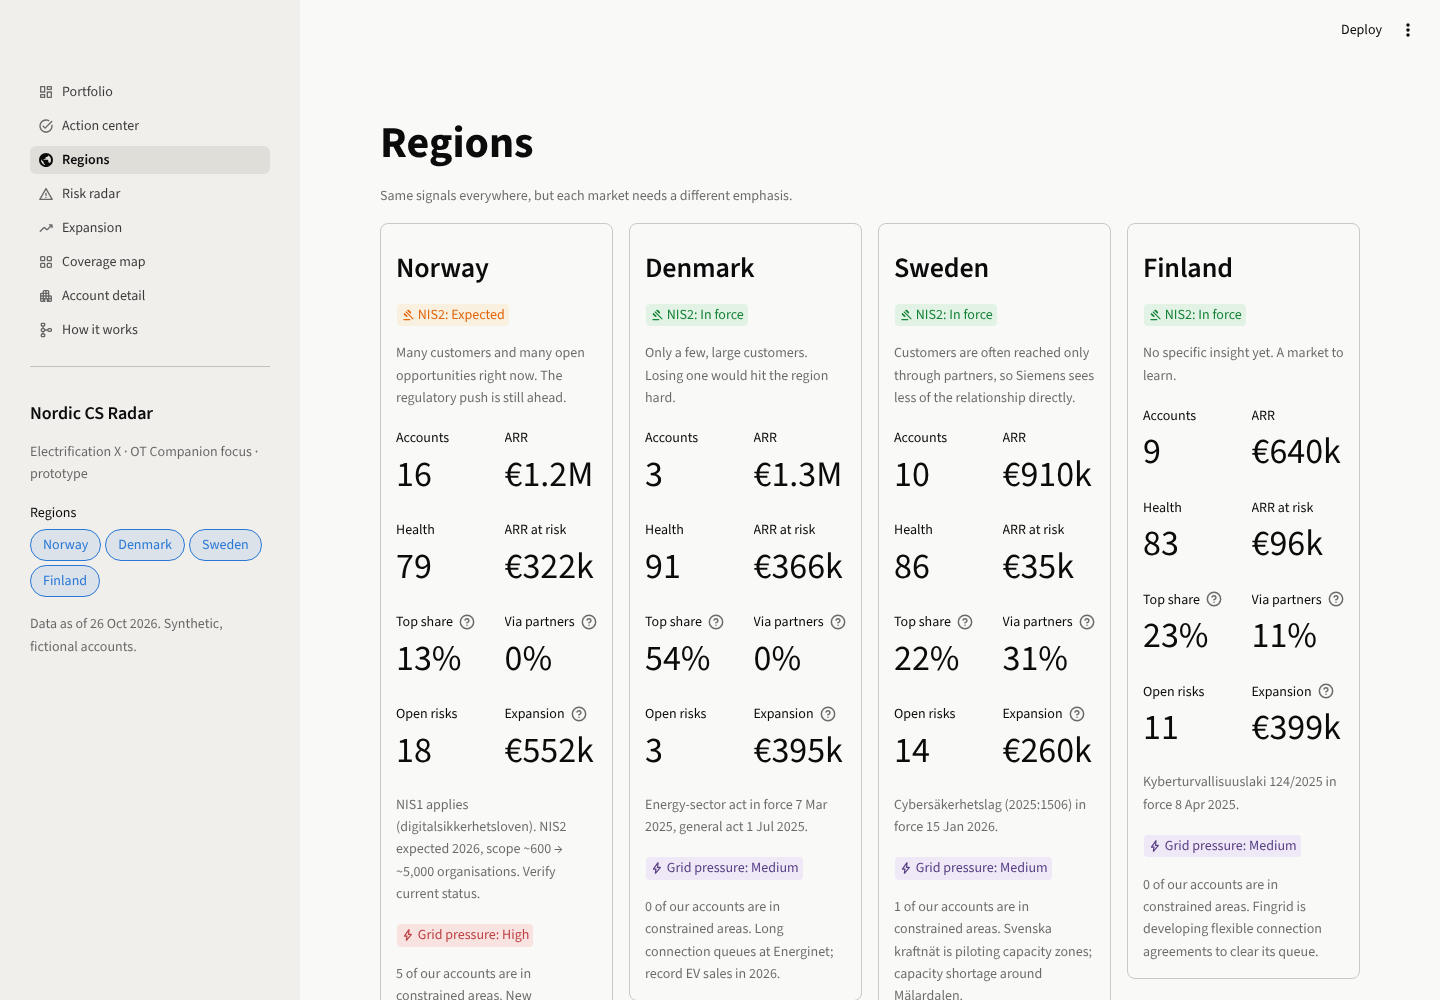 Deploy
Portfolio
Action center
Regions
Risk radar
Expansion
Coverage map
Account detail
How it works
Nordic CS Radar
Electrification X · OT Companion focus ·
prototype
Regions
Norway
Denmark
Sweden
Finland
Data as of 26 Oct 2026. Synthetic,
fictional accounts.
Regions
Same signals everywhere, but each market needs a different emphasis.
Norway
NIS2: Expected
Many customers and many open
opportunities right now. The
regulatory push is still ahead.
Accounts ARR
16 €1.2M
Health ARR at risk
79 €322k
Top share Via partners
13% 0%
Open risks Expansion
18 €552k
NIS1 applies
(digitalsikkerhetsloven). NIS2
expected 2026, scope ~600 →
~5,000 organisations. Verify
current status.
Grid pressure: High
5 of our accounts are in
constrained areas. New
Denmark
NIS2: In force
Only a few, large customers.
Losing one would hit the region
hard.
Accounts ARR
3 €1.3M
Health ARR at risk
91 €366k
Top share Via partners
54% 0%
Open risks Expansion
3 €395k
Energy-sector act in force 7 Mar
2025, general act 1 Jul 2025.
Grid pressure: Medium
0 of our accounts are in
constrained areas. Long
connection queues at Energinet;
record EV sales in 2026.
Sweden
NIS2: In force
Customers are often reached only
through partners, so Siemens sees
less of the relationship directly.
Accounts ARR
10 €910k
Health ARR at risk
86 €35k
Top share Via partners
22% 31%
Open risks Expansion
14 €260k
Cybersäkerhetslag (2025:1506) in
force 15 Jan 2026.
Grid pressure: Medium
1 of our accounts are in
constrained areas. Svenska
kraftnät is piloting capacity zones;
capacity shortage around
Mälardalen.
Finland
NIS2: In force
No specific insight yet. A market to
learn.
Accounts ARR
9 €640k
Health ARR at risk
83 €96k
Top share Via partners
23% 11%
Open risks Expansion
11 €399k
Kyberturvallisuuslaki 124/2025 in
force 8 Apr 2025.
Grid pressure: Medium
0 of our accounts are in
constrained areas. Fingrid is
developing flexible connection
agreements to clear its queue.